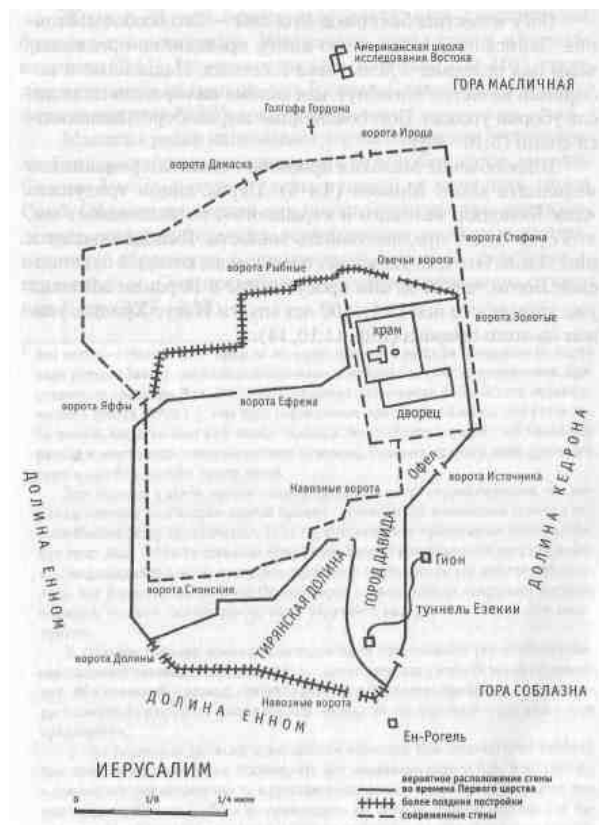 Американская школа
исследования Востока
ГОРА МАСЛИЧНАЯ
Голгофа Гордона
ворота Ирода
ворота Дамаска
ворота Стефана
ворота Рыбные
Овечьи ворота
ворота Золотые
храм
ворота Яффы
ворота Ефрема
дворец
Офел
ворота Источника
Навозные ворота
ДОЛИНА ЕННОМ
ДОЛИНА КЕДРОНА
ГОРОД ДАВИДА
Гион
ТИРЯНСКАЯ ДОЛИНА
ворота Сионские
туннель Езекии
ворота Долины
ДОЛИНА ЕННОМ
Навозные ворота
ГОРА СОБЛАЗНА
Ен-Рогель
ИЕРУСАЛИМ
0 1/8 1/4 мили
вероятное расположение стены
во времена Первого царства
более поздние постройки
современные стены